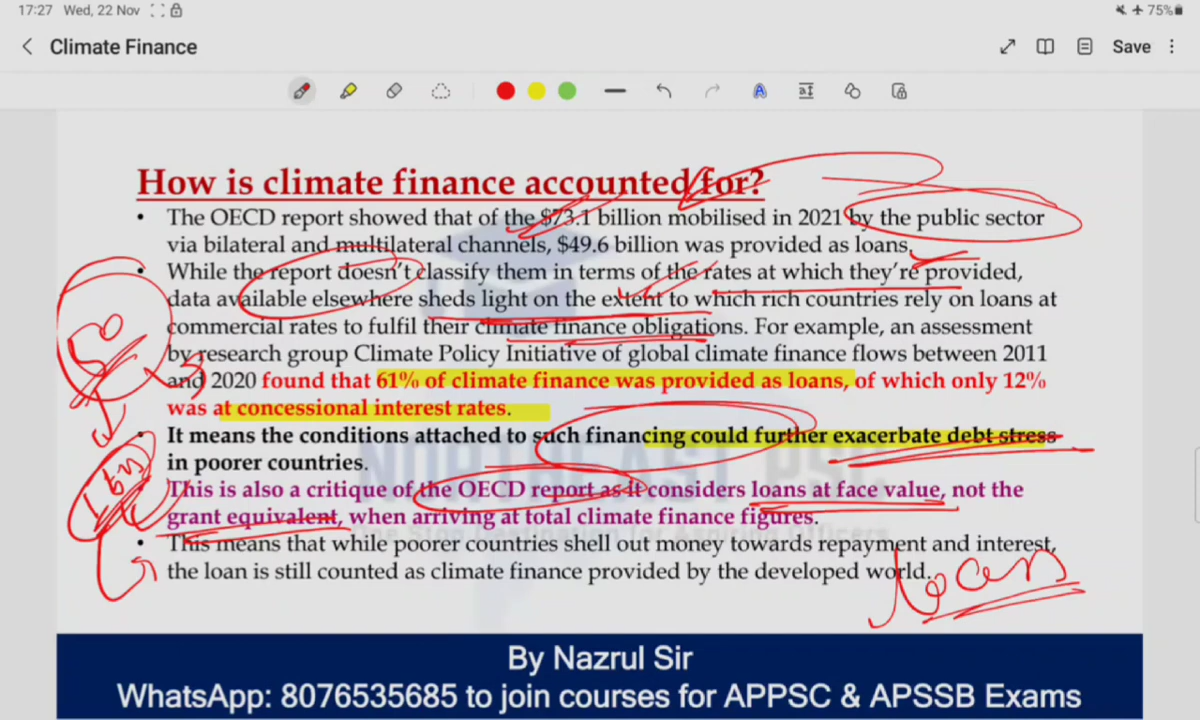 17:27 Wed, 22 Nov
75%
Climate Finance
Save
How is climate finance accounted for?
• The OECD report showed that of the $73.1 billion mobilised in 2021 by the public sector
via bilateral and multilateral channels, $49.6 billion was provided as loans.
• While the report doesn't classify them in terms of the rates at which they're provided,
data available elsewhere sheds light on the extent to which rich countries rely on loans at
commercial rates to fulfil their climate finance obligations. For example, an assessment
by research group Climate Policy Initiative of global climate finance flows between 2011
and 2020 found that 61% of climate finance was provided as loans, of which only 12%
was at concessional interest rates.
• It means the conditions attached to such financing could further exacerbate debt stress
in poorer countries.
• This is also a critique of the OECD report as it considers loans at face value, not the
grant equivalent, when arriving at total climate finance figures.
• This means that while poorer countries shell out money towards repayment and interest,
the loan is still counted as climate finance provided by the developed world.
50
loan
NORTHEAST PSC
One Stop Destination for Aspiring Officers
By Nazrul Sir
WhatsApp: 8076535685 to join courses for APPSC & APSSB Exams